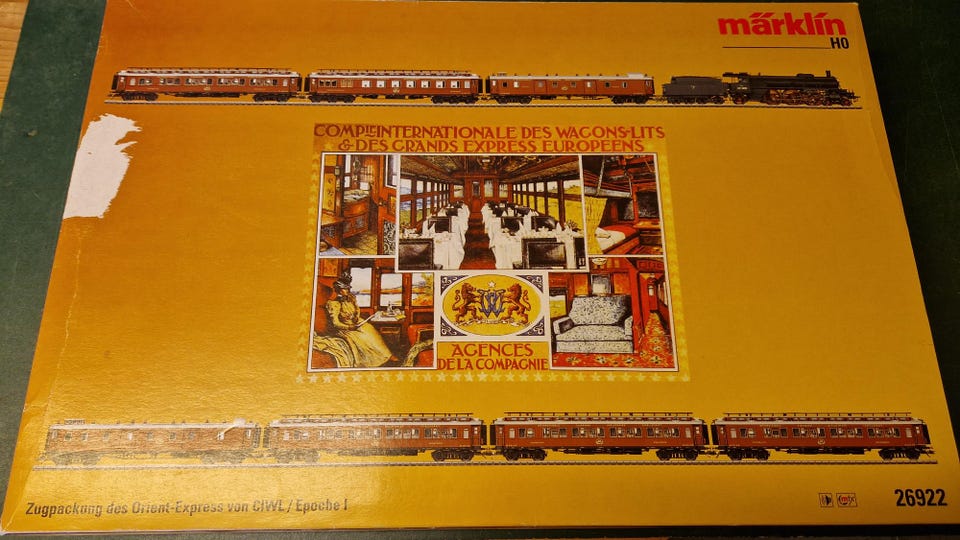 märklin
H0
COMPIE INTERNATIONALE DES WAGONS-LITS
& DES GRANDS EXPRESS EUROPEENS
AGENCES
DE LA COMPAGNIE
Zugpackung des Orient-Express von CIWL / Epoche I
mfx
26922